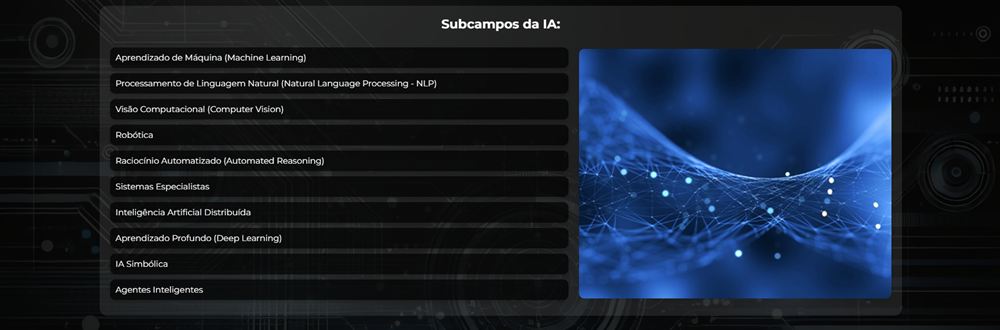 Subcampos da IA:
Aprendizado de Máquina (Machine Learning)
Processamento de Linguagem Natural (Natural Language Processing - NLP)
Visão Computacional (Computer Vision)
Robótica
Raciocínio Automatizado (Automated Reasoning)
Sistemas Especialistas
Inteligência Artificial Distribuída
Aprendizado Profundo (Deep Learning)
IA Simbólica
Agentes Inteligentes